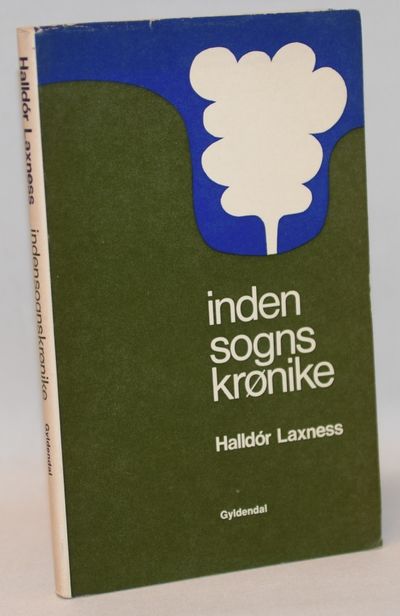 Halldór Laxness indensognskrønike Gyldendal
inden
sogns
krønike
Halldór Laxness
Gyldendal